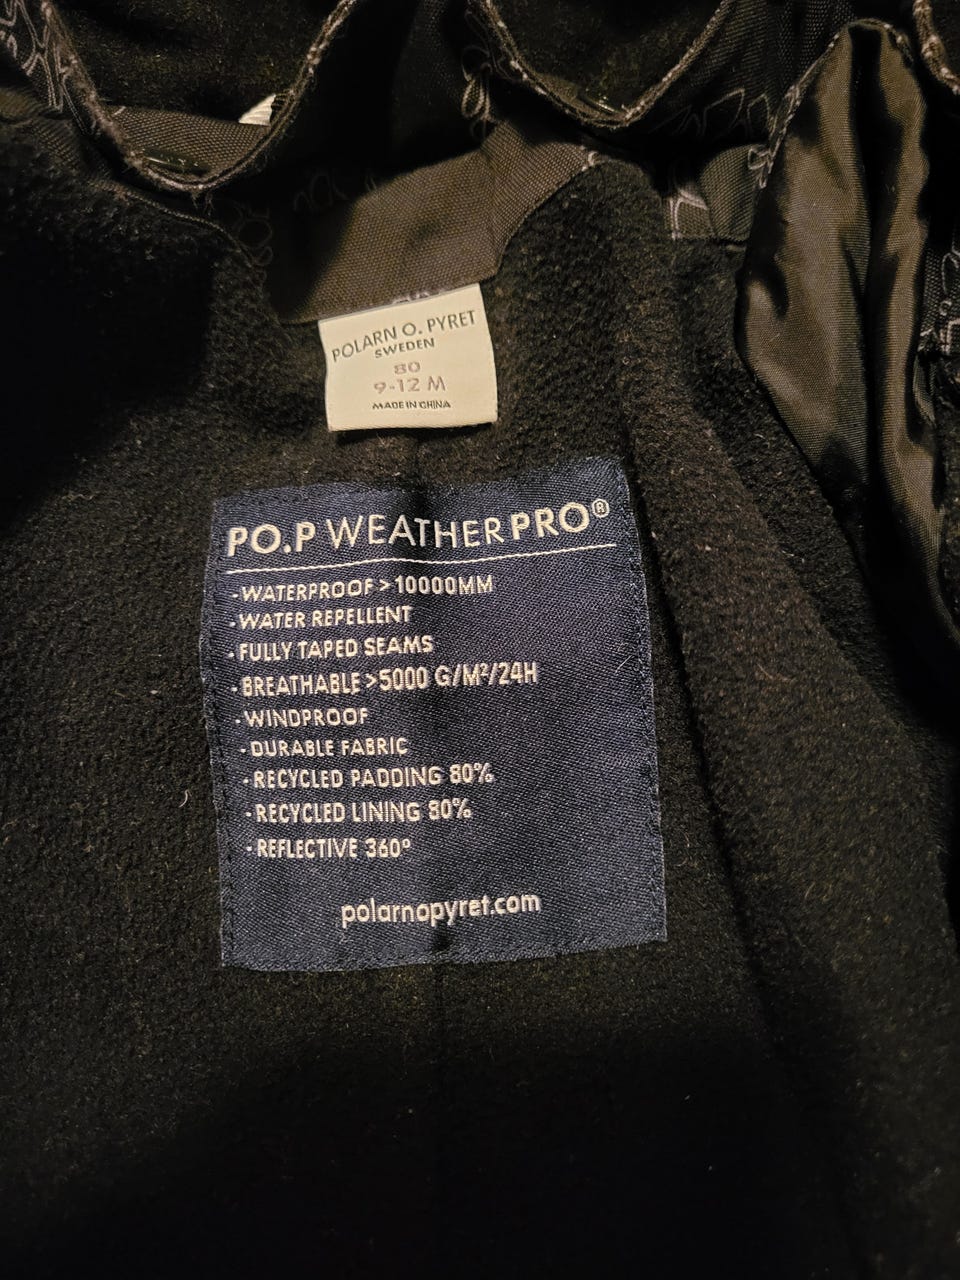 POLARN O. PYRET
SWEDEN
80
9-12 M
MADE IN CHINA
PO.P WEATHERPRO®
- WATERPROOF > 10000MM
- WATER REPELLENT
- FULLY TAPED SEAMS
- BREATHABLE >5000 G/M²/24H
- WINDPROOF
- DURABLE FABRIC
- RECYCLED PADDING 80%
- RECYCLED LINING 80%
- REFLECTIVE 360°
polarnopyret.com